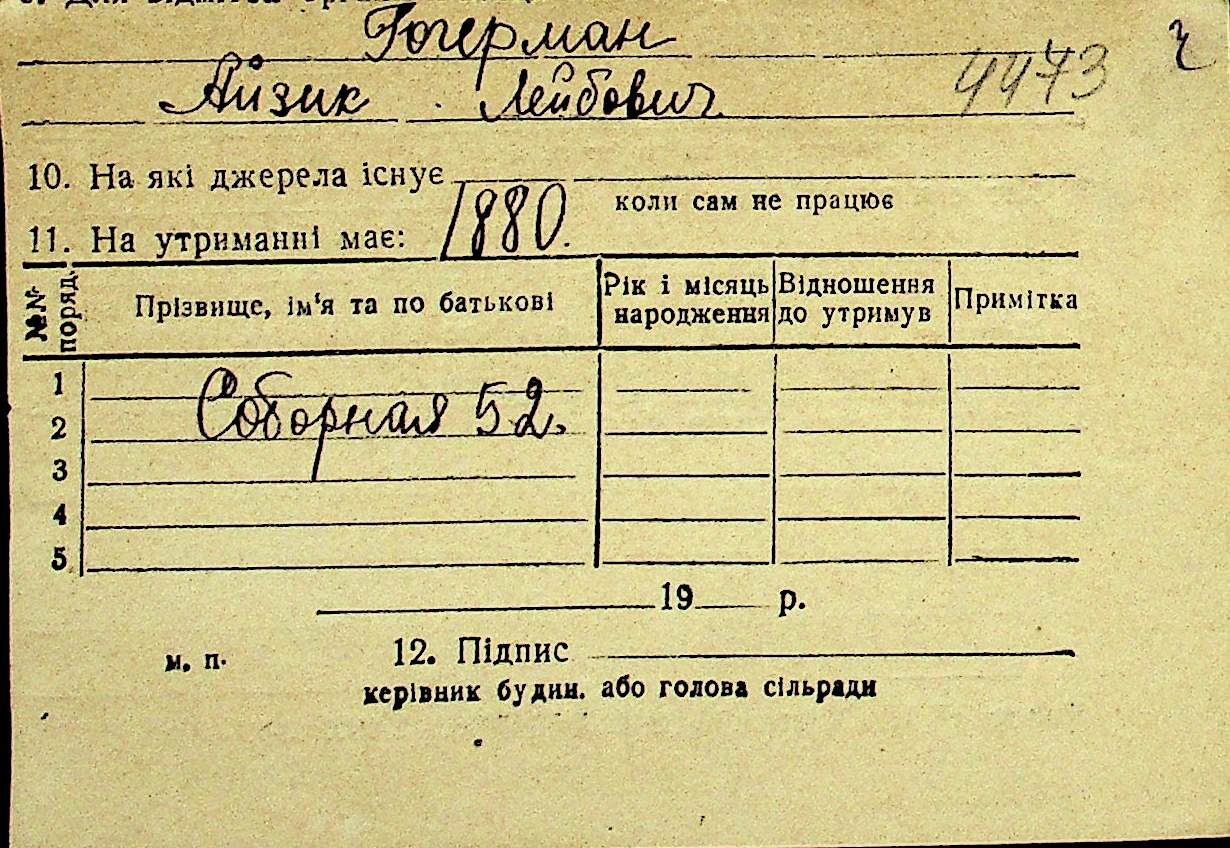 Гогерман
Айзик Лейбович 4473
10. На які джерела існує
коли сам не працює
11. На утриманні має: 1880.
№№ поряд.
Прізвище, ім'я та по батькові
Рік і місяць народження
Відношення до утримув
Примітка
1
Соборная 52.
2
3
4
5
19 р.
м. п. 12. Підпис
керівник будин. або голова сільради